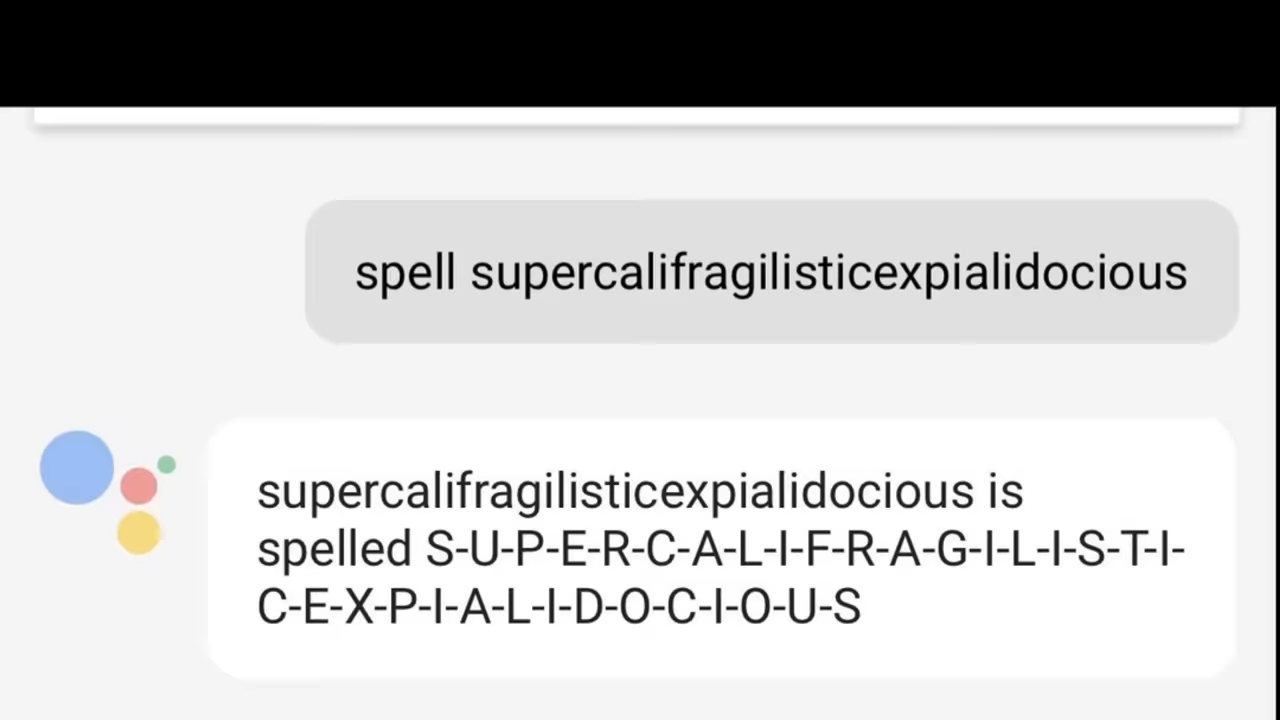 spell supercalifragilisticexpialidocious
supercalifragilisticexpialidocious is
spelled S-U-P-E-R-C-A-L-I-F-R-A-G-I-L-I-S-T-I-
C-E-X-P-I-A-L-I-D-O-C-I-O-U-S